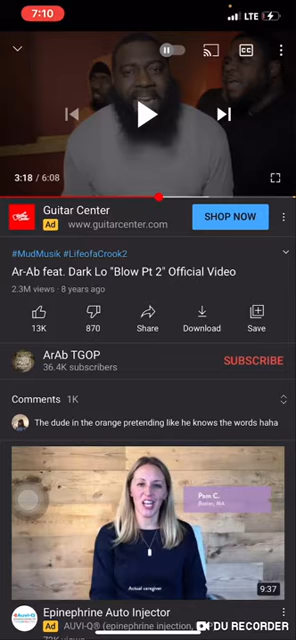 7:10
LTE
CC
3:18 / 6:08
Guitar Center
Ad www.guitarcenter.com
SHOP NOW
#MudMusik #LifeofaCrook2
Ar-Ab feat. Dark Lo "Blow Pt 2" Official Video
2.3M views · 8 years ago
13K
870
Share
Download
Save
ArAb TGOP
36.4K subscribers
SUBSCRIBE
Comments 1K
The dude in the orange pretending like he knows the words haha
Pam C.
Boston, MA
Actual caregiver
9:37
AUVI-Q
Epinephrine Auto Injector
Ad AUVI-Q® (epinephrine injection,
DU RECORDER